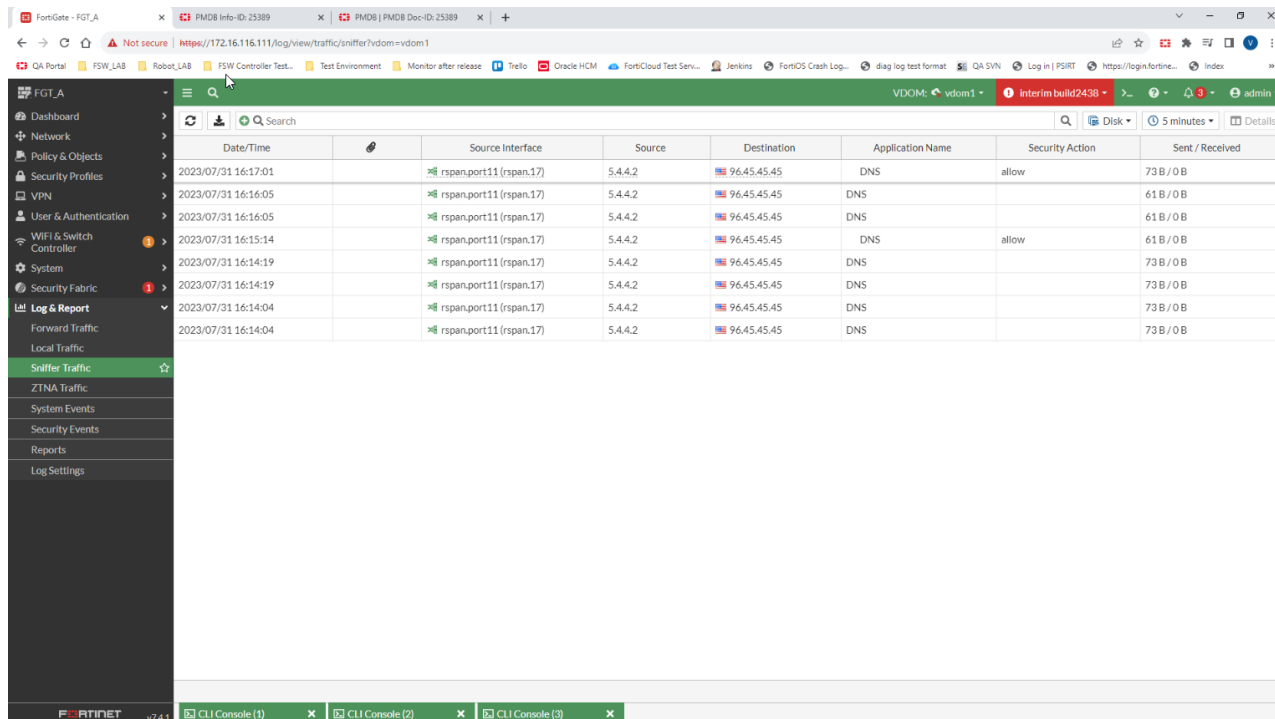 FortiGate - FGT_A
PMDB Info-ID: 25389
PMDB | PMDB Doc-ID: 25389
Not secure https://172.16.116.111/log/view/traffic/sniffer?vdom=vdom1
QA Portal FSW_LAB Robot_LAB FSW Controller Test... Test Environment Monitor after release Trello Oracle HCM FortiCloud Test Serv... Jenkins FortiOS Crash Log... diag log test format QA SVN Log in | PSIRT https://login.fortine... Index
FGT_A VDOM: vdom1 interim build2438 3 admin
Dashboard
Network
Policy & Objects
Security Profiles
VPN
User & Authentication
WiFi & Switch Controller 1
System
Security Fabric 1
Log & Report
Forward Traffic
Local Traffic
Sniffer Traffic
ZTNA Traffic
System Events
Security Events
Reports
Log Settings
FORTINET v7.4.1
Search Disk 5 minutes Details
Date/Time Source Interface Source Destination Application Name Security Action Sent / Received
2023/07/31 16:17:01 rspan.port11 (rspan.17) 5.4.4.2 96.45.45.45 DNS allow 73 B / 0 B
2023/07/31 16:16:05 rspan.port11 (rspan.17) 5.4.4.2 96.45.45.45 DNS 61 B / 0 B
2023/07/31 16:16:05 rspan.port11 (rspan.17) 5.4.4.2 96.45.45.45 DNS 61 B / 0 B
2023/07/31 16:15:14 rspan.port11 (rspan.17) 5.4.4.2 96.45.45.45 DNS allow 61 B / 0 B
2023/07/31 16:14:19 rspan.port11 (rspan.17) 5.4.4.2 96.45.45.45 DNS 73 B / 0 B
2023/07/31 16:14:19 rspan.port11 (rspan.17) 5.4.4.2 96.45.45.45 DNS 73 B / 0 B
2023/07/31 16:14:04 rspan.port11 (rspan.17) 5.4.4.2 96.45.45.45 DNS 73 B / 0 B
2023/07/31 16:14:04 rspan.port11 (rspan.17) 5.4.4.2 96.45.45.45 DNS 73 B / 0 B
CLI Console (1) CLI Console (2) CLI Console (3)